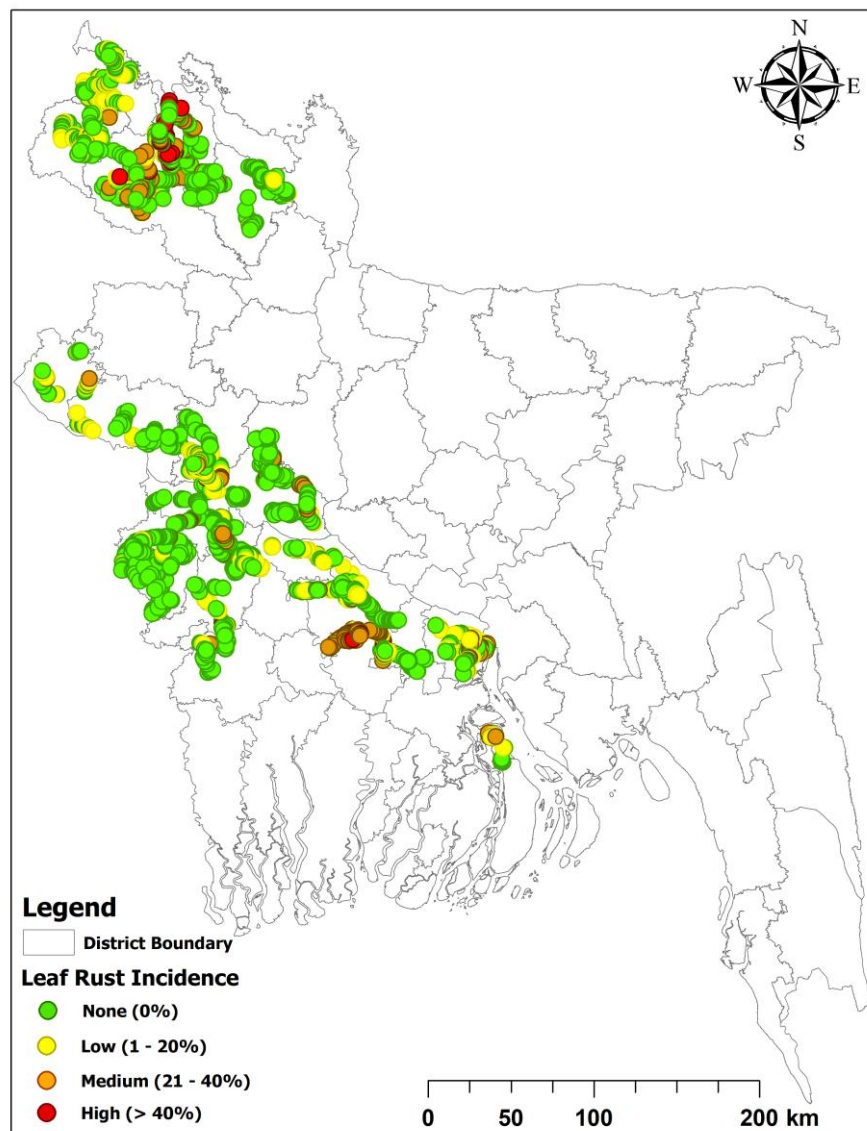 N
W E
S
Legend
District Boundary
Leaf Rust Incidence
None (0%)
Low (1 - 20%)
Medium (21 - 40%)
High (> 40%)
0 50 100 200 km